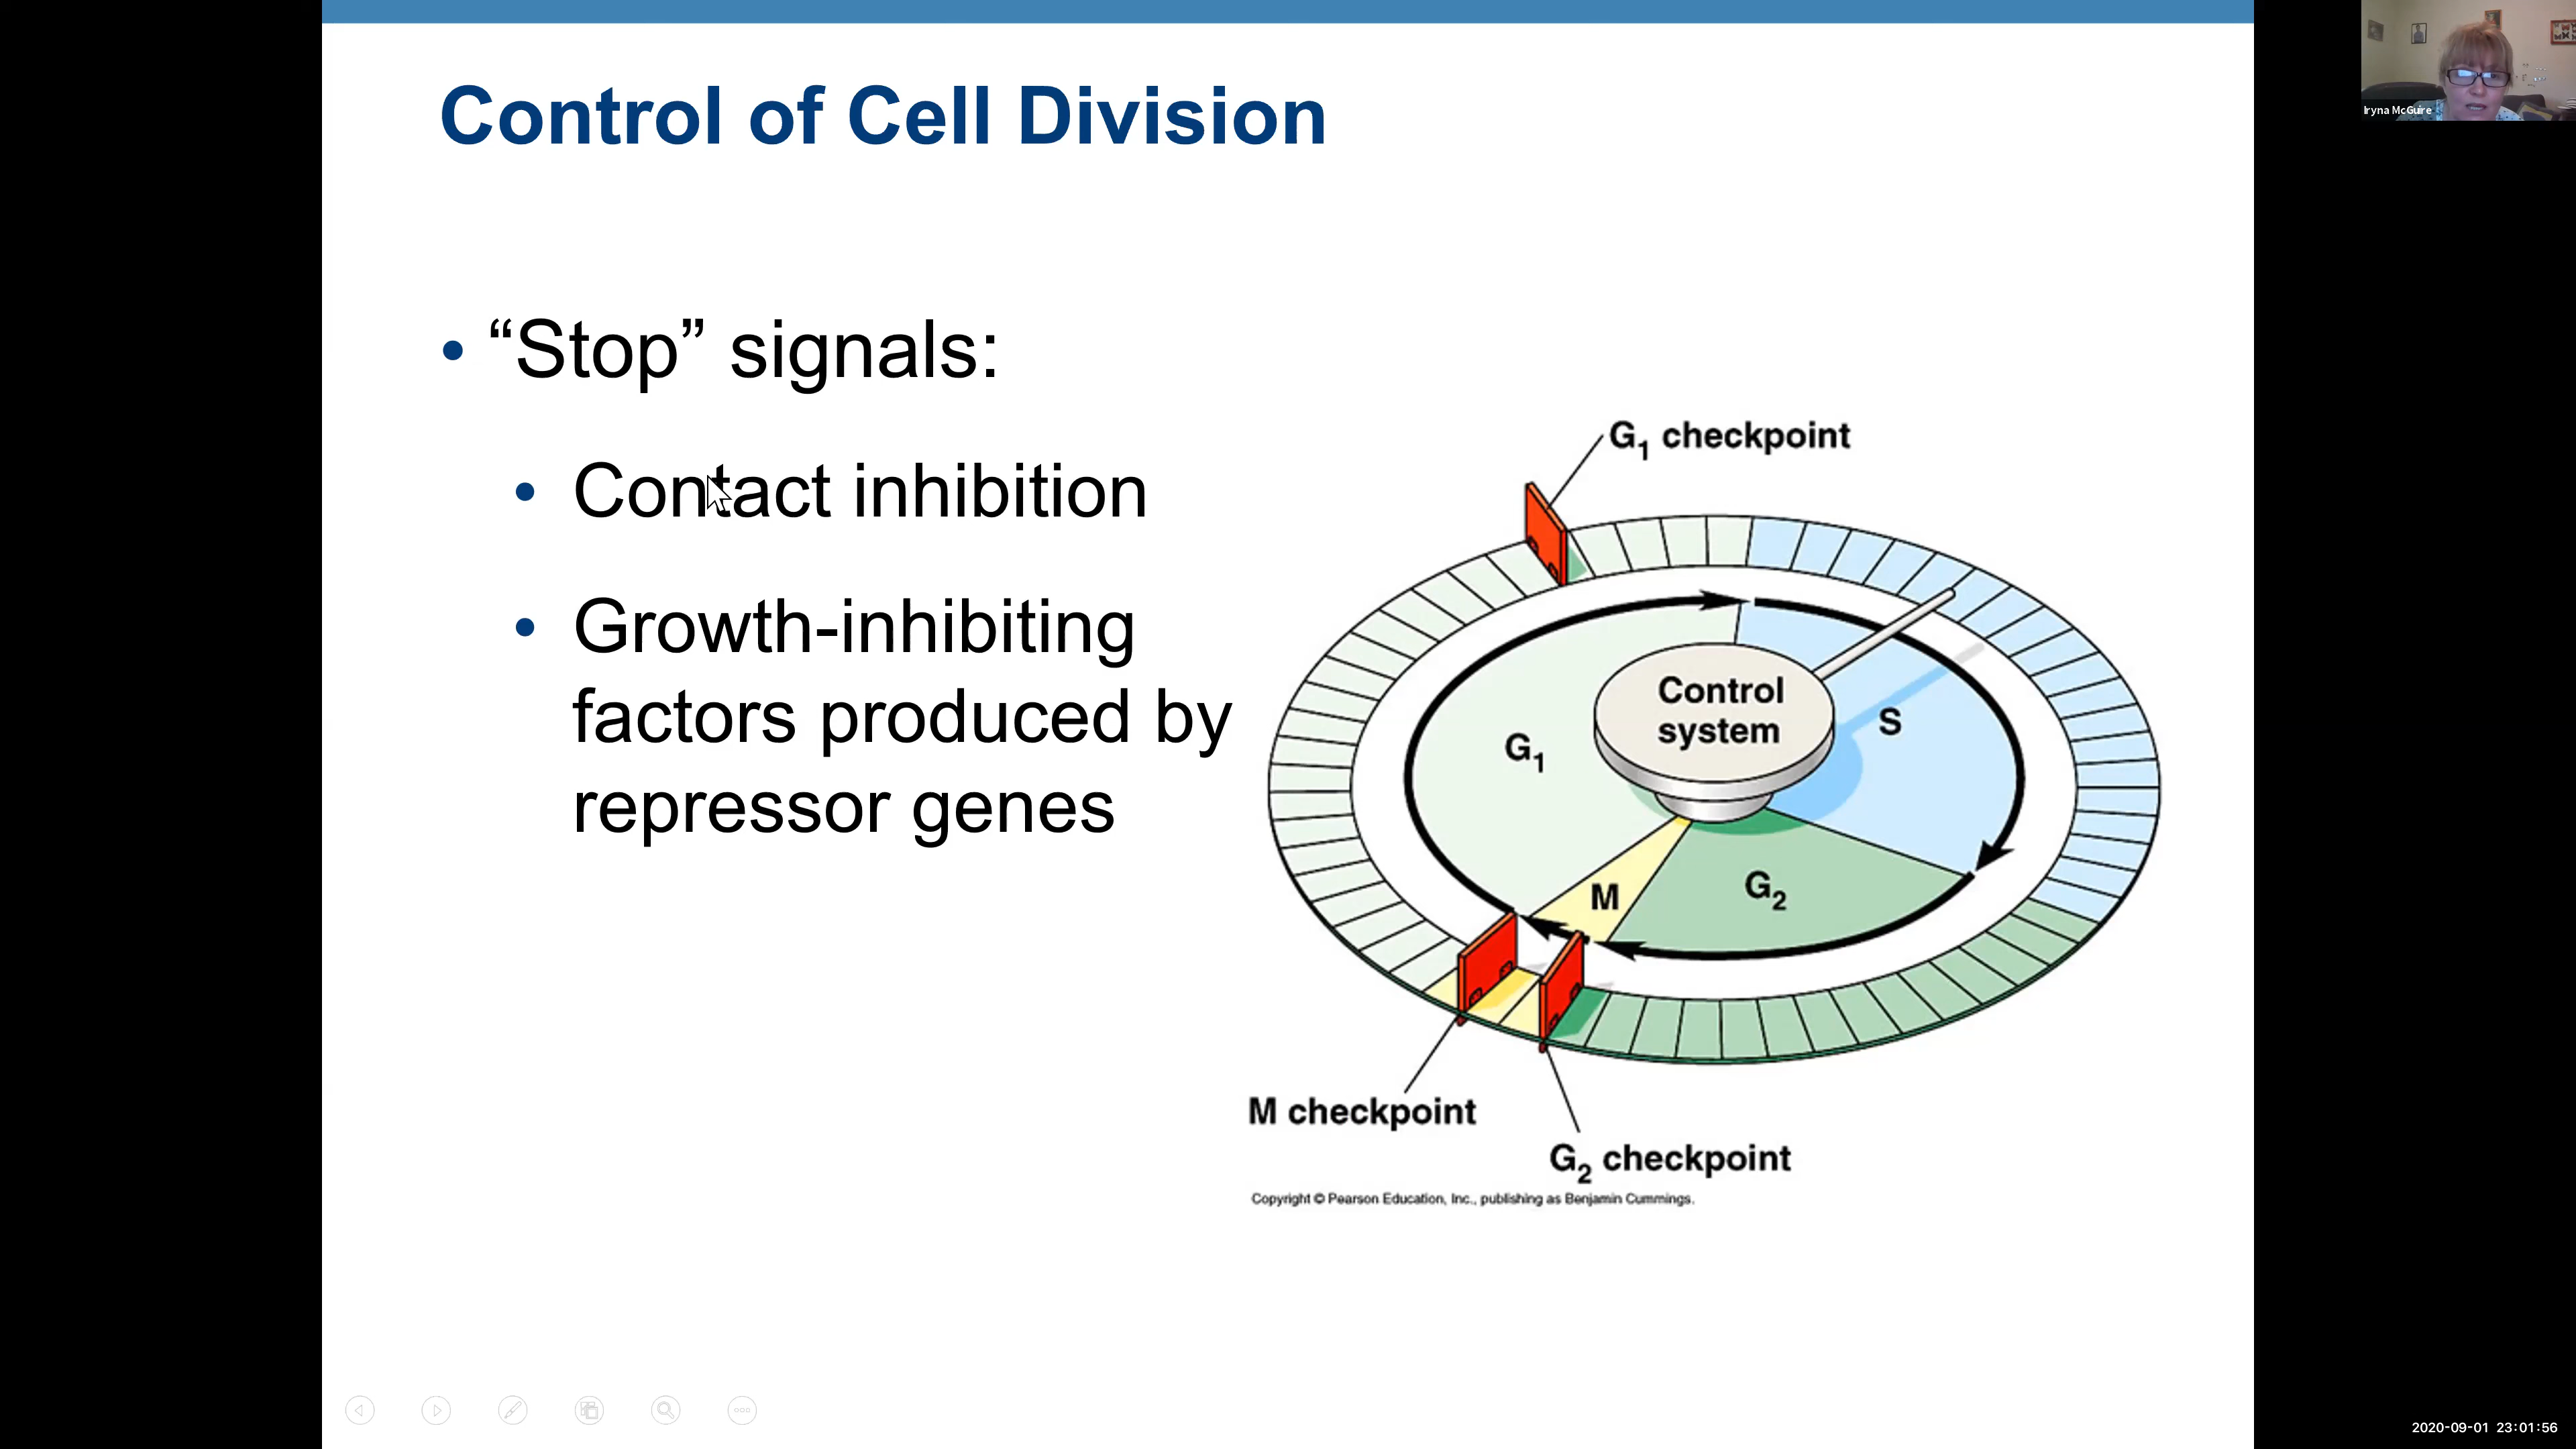 Control of Cell Division
Iryna McGuire
• “Stop” signals:
• Contact inhibition
• Growth-inhibiting
factors produced by
repressor genes
G₁ checkpoint
Control
system
S
G₁
M
G₂
M checkpoint
G₂ checkpoint
Copyright © Pearson Education, Inc., publishing as Benjamin Cummings.
2020-09-01 23:01:56